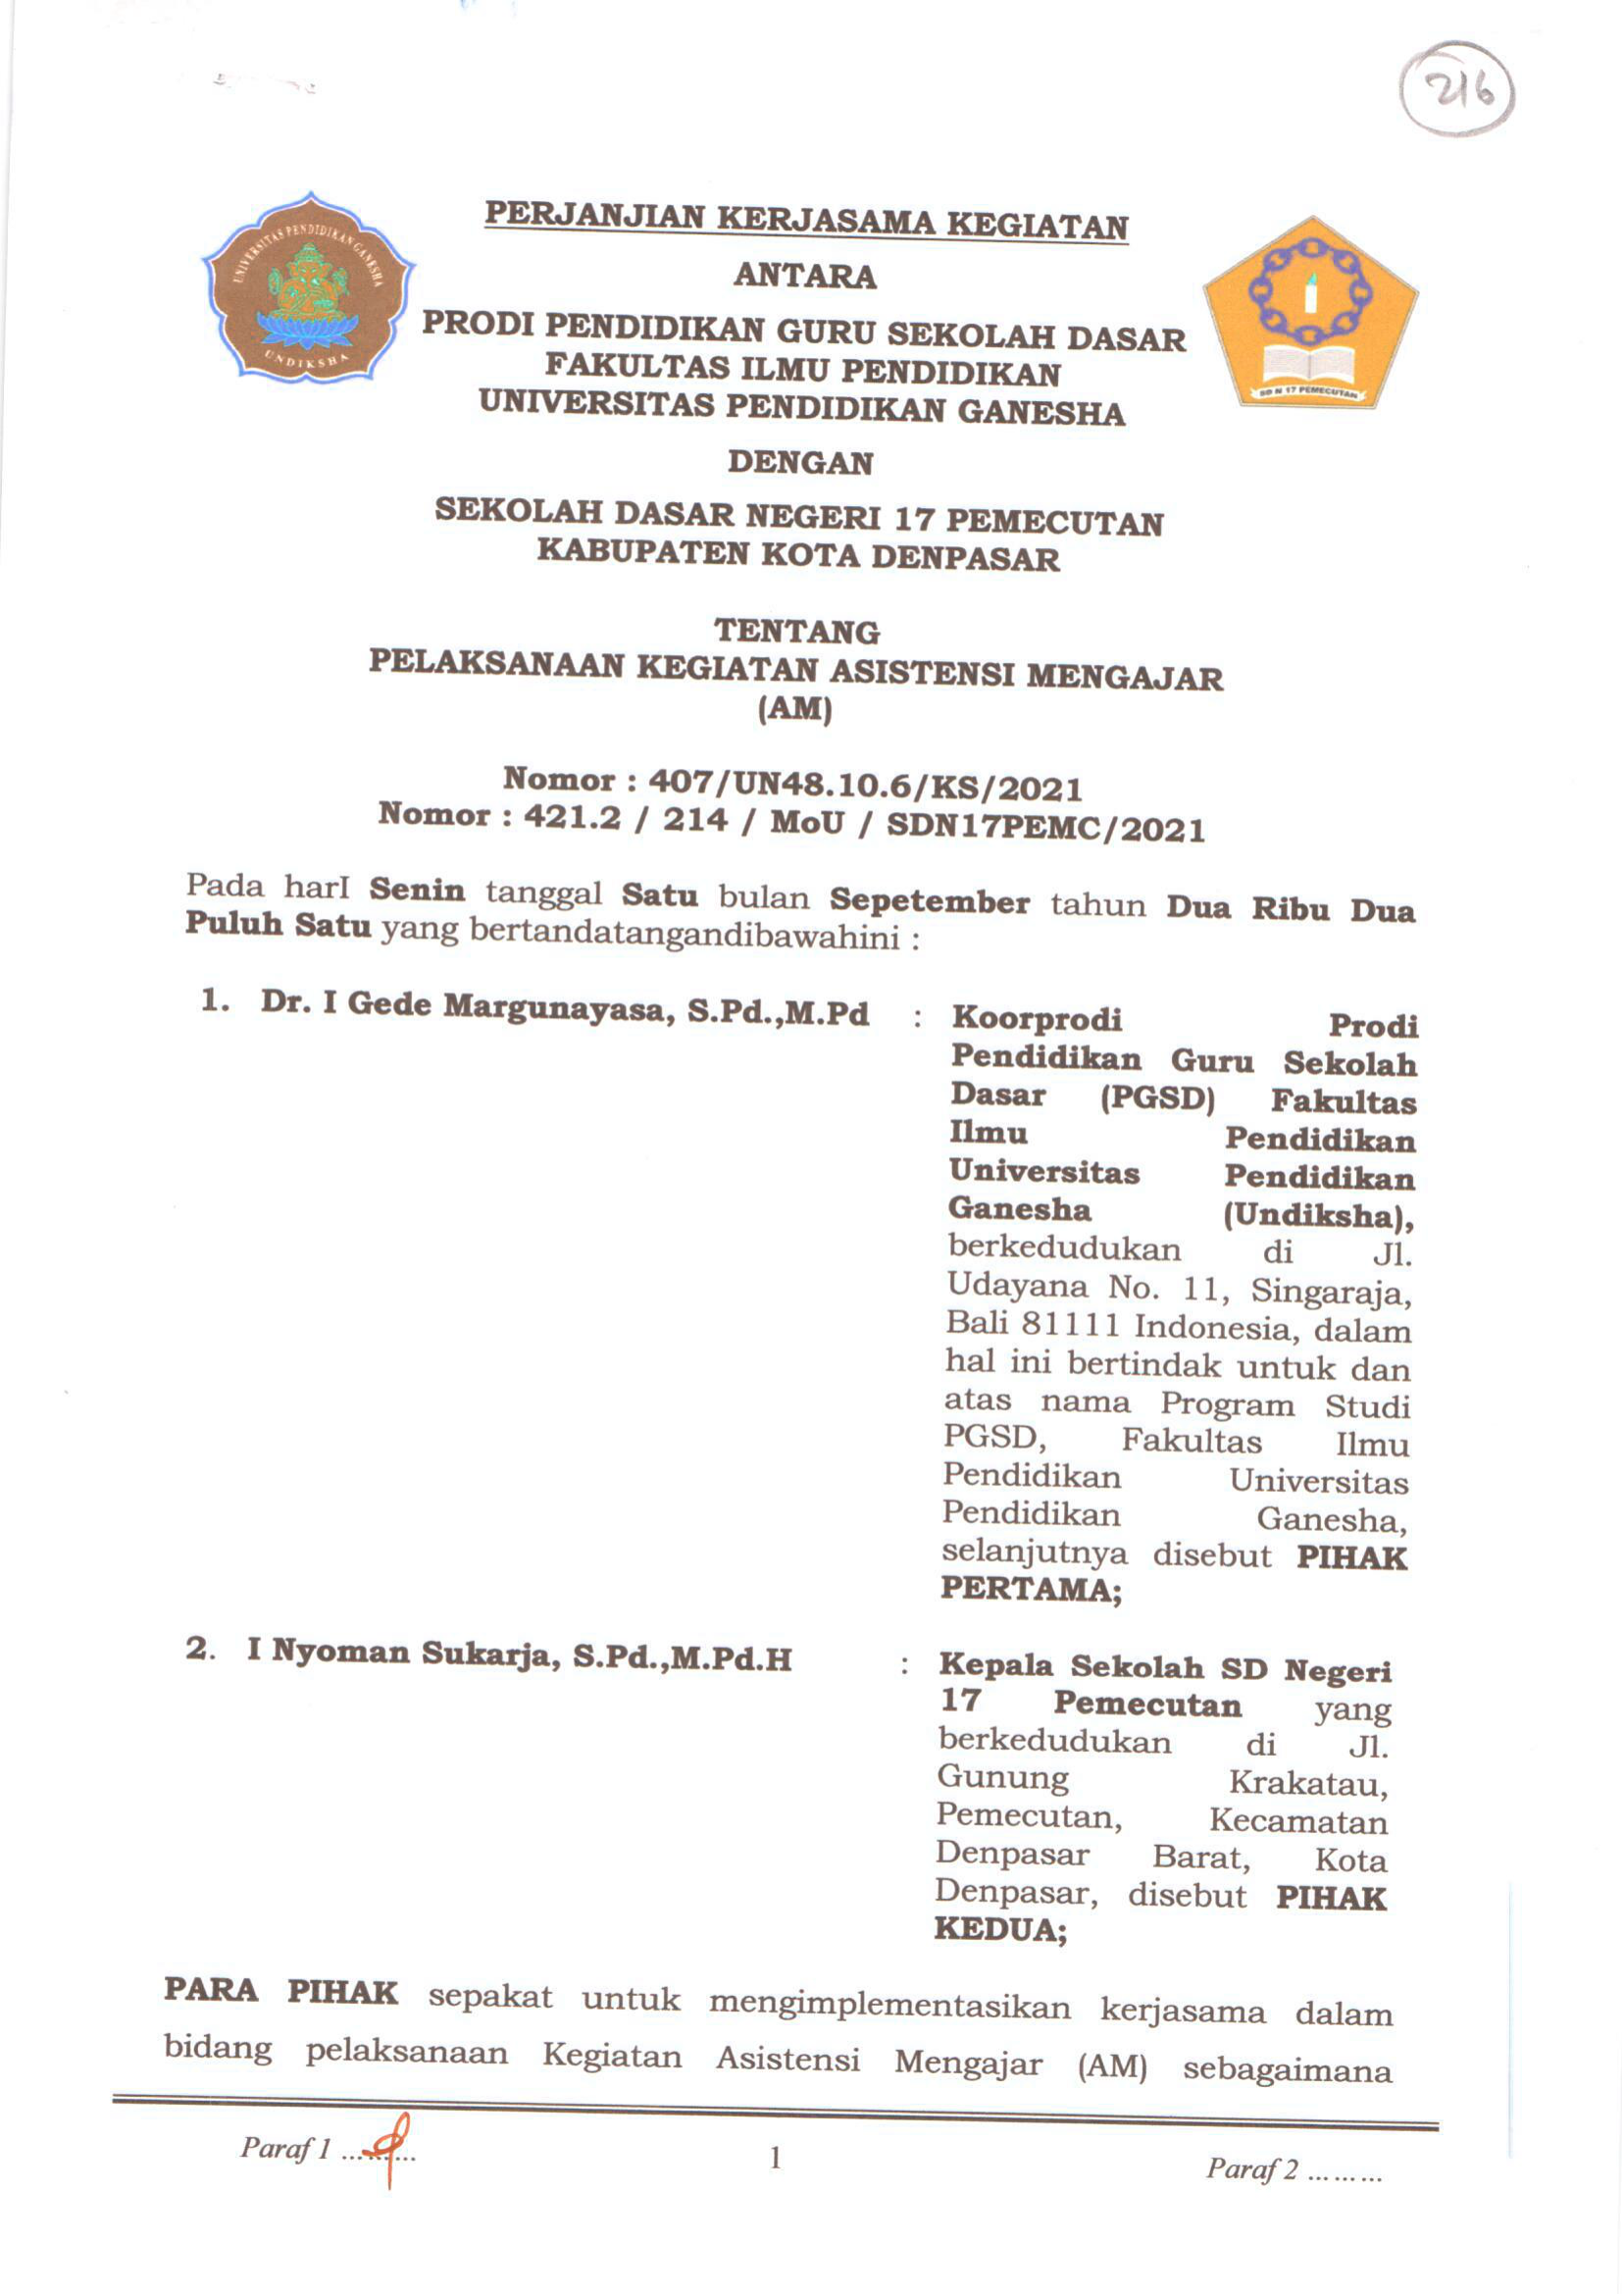 216
UNIVERSITAS PENDIDIKAN GANESHA
UNDIKSHA
SD N 17 PEMECUTAN
PERJANJIAN KERJASAMA KEGIATAN
ANTARA
PRODI PENDIDIKAN GURU SEKOLAH DASAR
FAKULTAS ILMU PENDIDIKAN
UNIVERSITAS PENDIDIKAN GANESHA
DENGAN
SEKOLAH DASAR NEGERI 17 PEMECUTAN
KABUPATEN KOTA DENPASAR
TENTANG
PELAKSANAAN KEGIATAN ASISTENSI MENGAJAR
(AM)
Nomor : 407/UN48.10.6/KS/2021
Nomor : 421.2 / 214 / MoU / SDN17PEMC/2021
Pada harI Senin tanggal Satu bulan Sepetember tahun Dua Ribu Dua
Puluh Satu yang bertandatangandibawahini :
1. Dr. I Gede Margunayasa, S.Pd.,M.Pd : Koorprodi Prodi
Pendidikan Guru Sekolah
Dasar (PGSD) Fakultas
Ilmu Pendidikan
Universitas Pendidikan
Ganesha (Undiksha),
berkedudukan di Jl.
Udayana No. 11, Singaraja,
Bali 81111 Indonesia, dalam
hal ini bertindak untuk dan
atas nama Program Studi
PGSD, Fakultas Ilmu
Pendidikan Universitas
Pendidikan Ganesha,
selanjutnya disebut PIHAK
PERTAMA;
2. I Nyoman Sukarja, S.Pd.,M.Pd.H : Kepala Sekolah SD Negeri
17 Pemecutan yang
berkedudukan di Jl.
Gunung Krakatau,
Pemecutan, Kecamatan
Denpasar Barat, Kota
Denpasar, disebut PIHAK
KEDUA;
PARA PIHAK sepakat untuk mengimplementasikan kerjasama dalam
bidang pelaksanaan Kegiatan Asistensi Mengajar (AM) sebagaimana
Paraf 1 .........
1
Paraf 2 .........